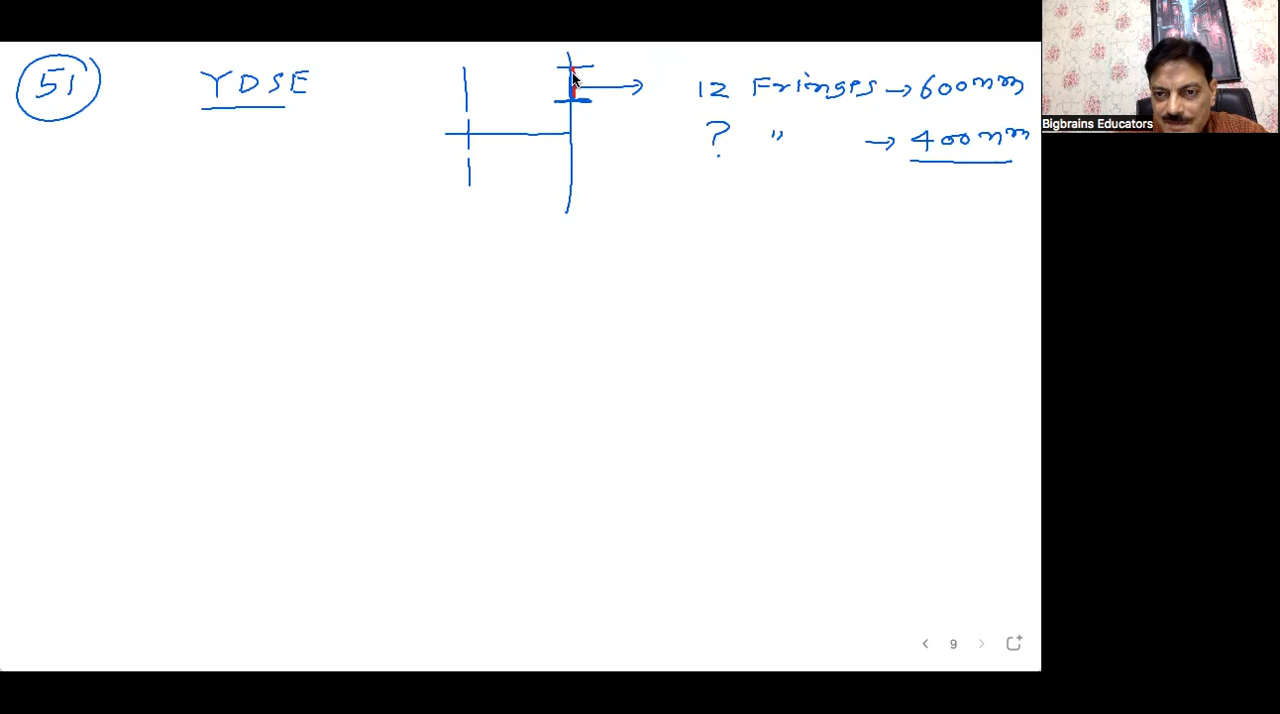 51
YDSE
12 Fringes → 600nm
? " → 400nm
Bigbrains Educators
9